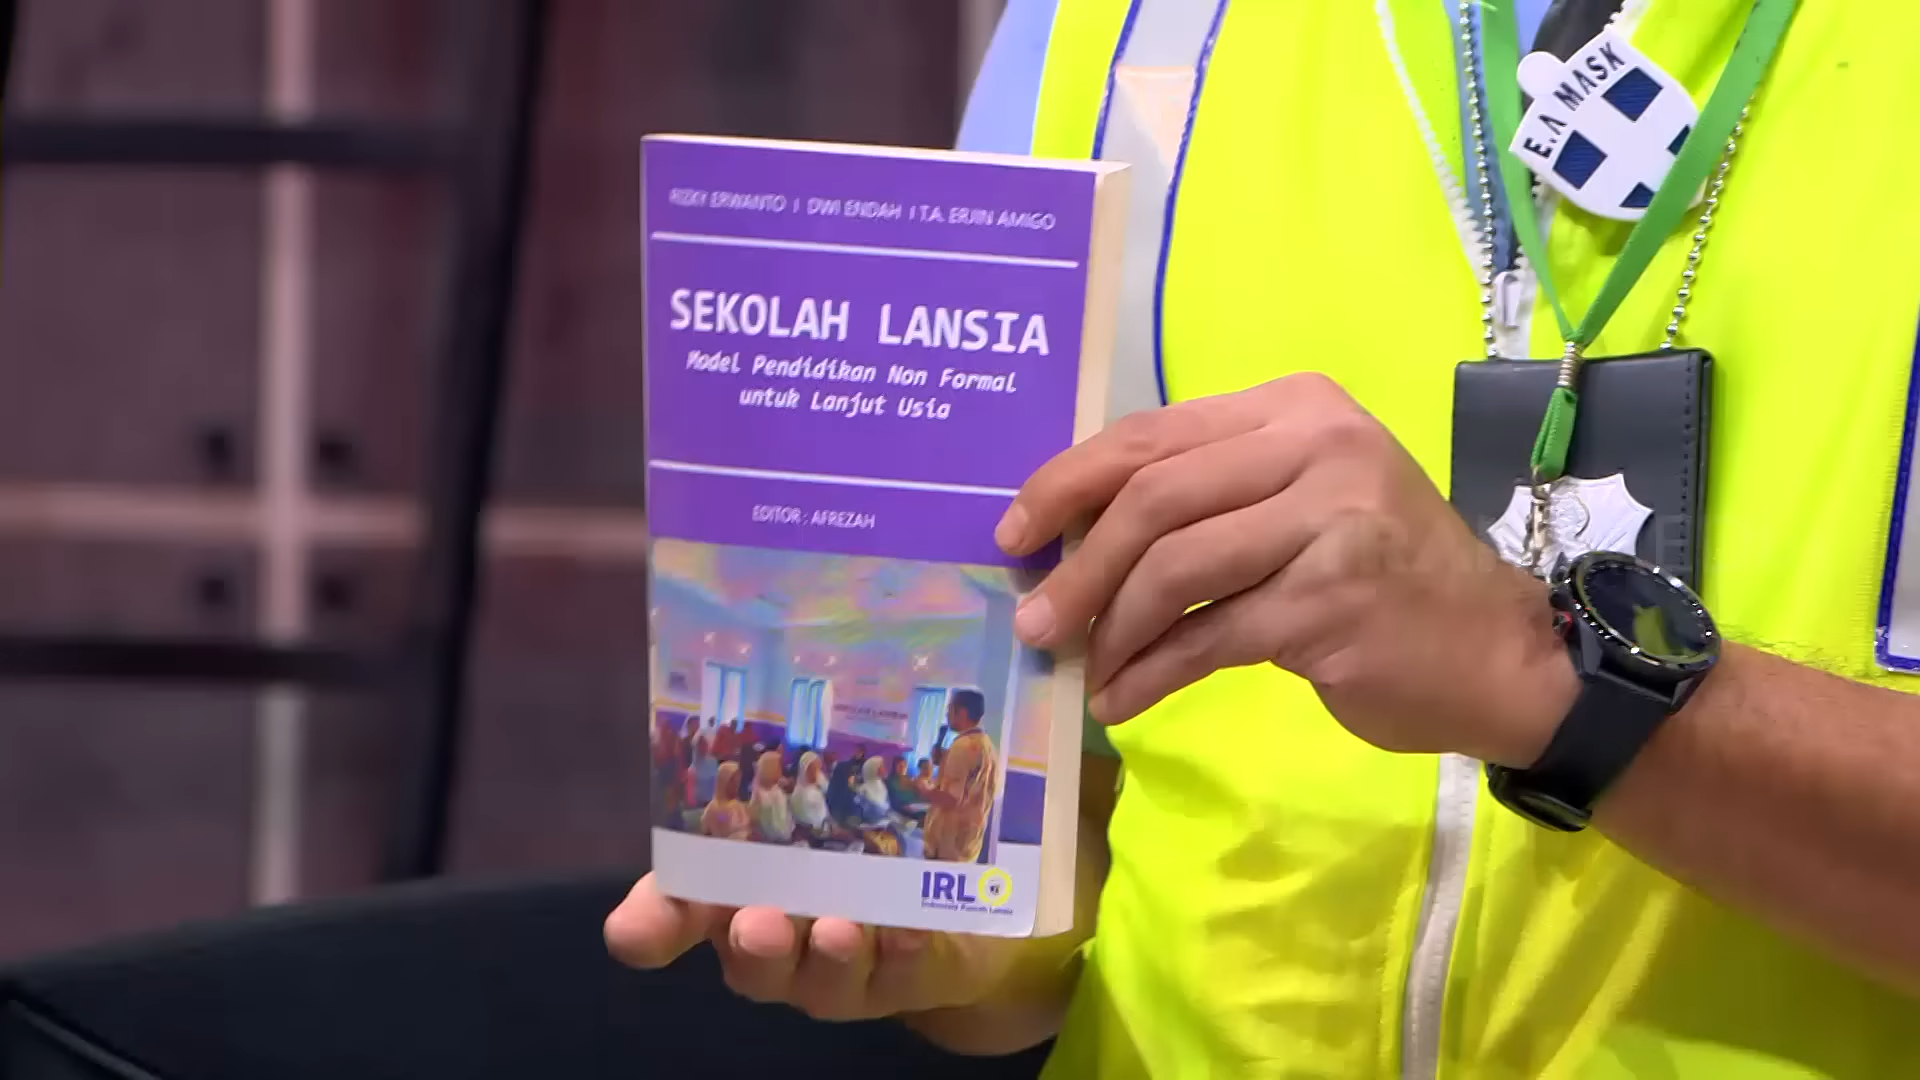 RIZKY ERWANTO | DWI ENDAH | T.A. ERJIN AMIGO
SEKOLAH LANSIA
Model Pendidikan Non Formal
untuk Lanjut Usia
EDITOR : AFREZAH
IRL
Indonesia Ramah Lansia
E.A MASK